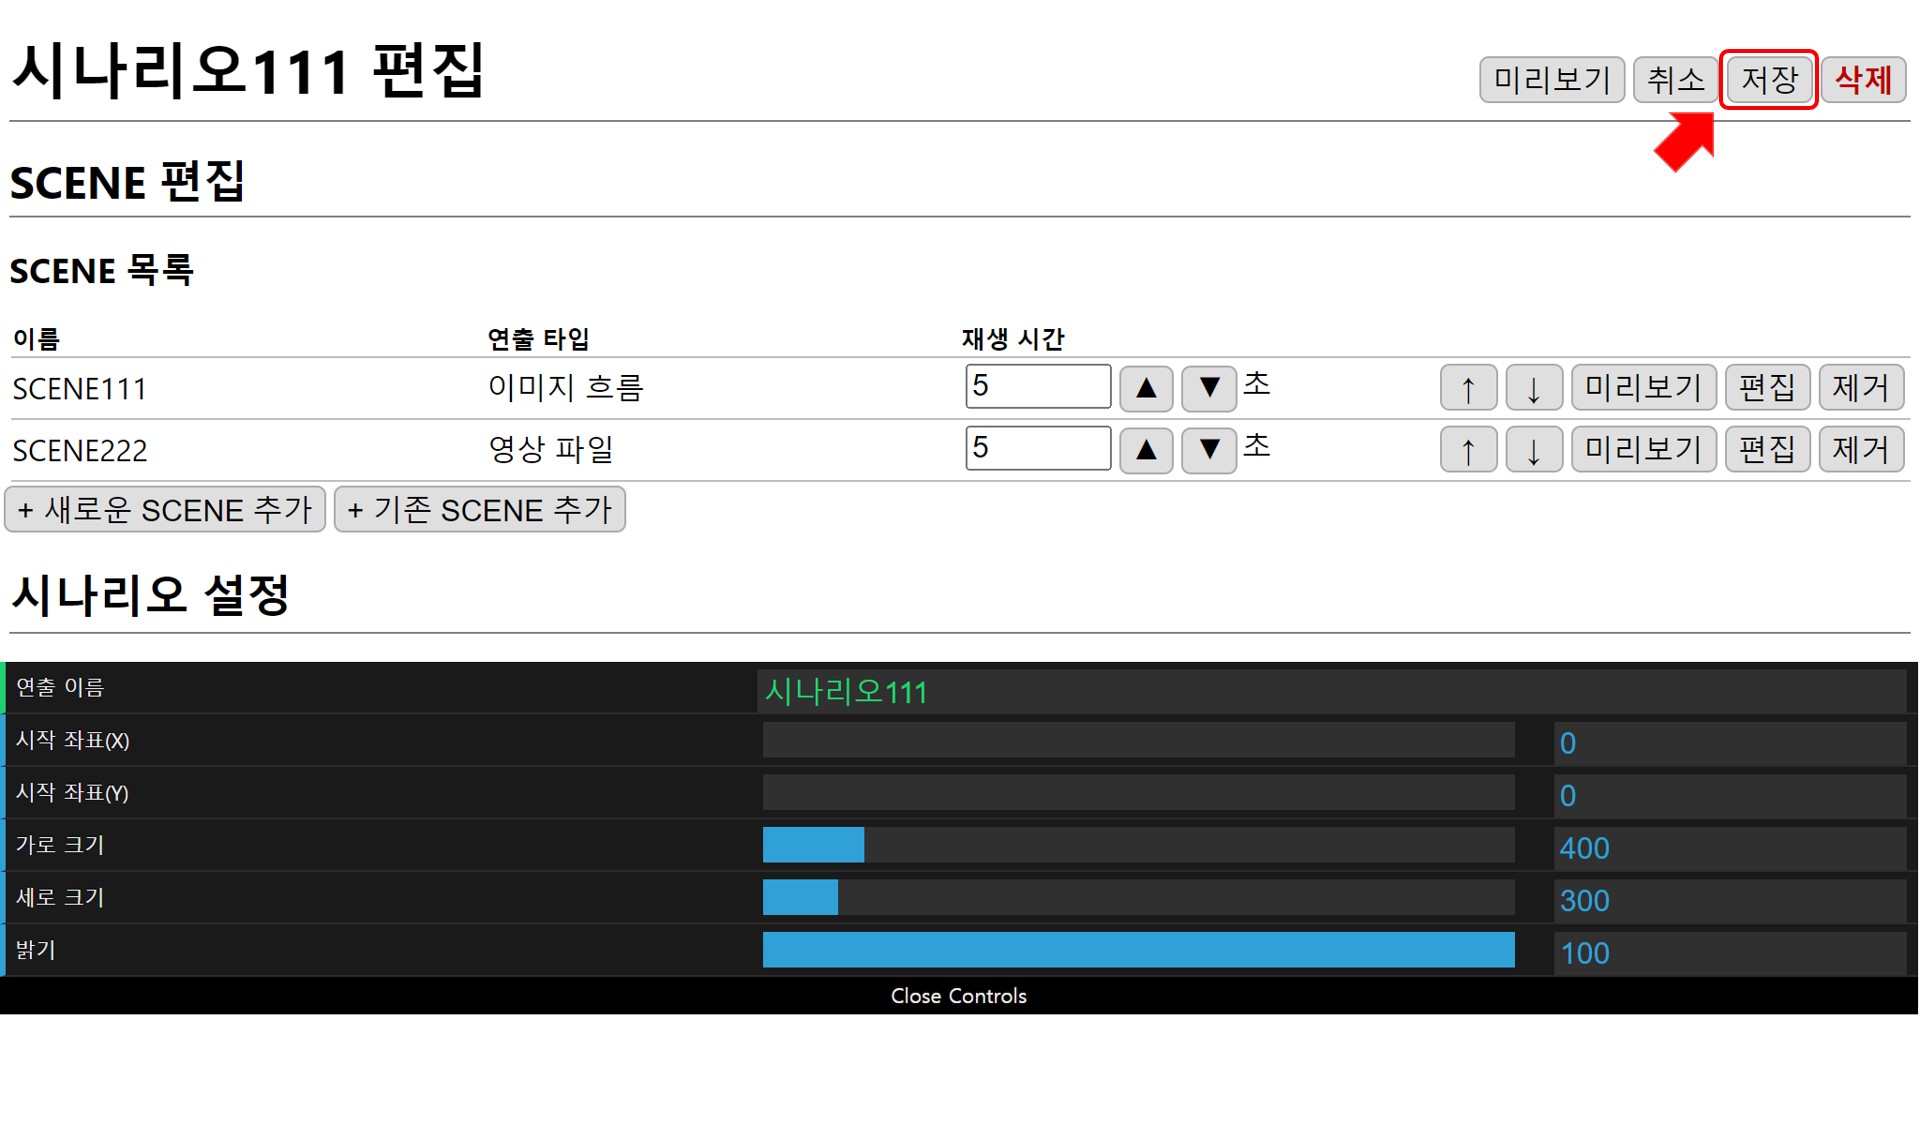 시나리오111 편집
미리보기 취소 저장 삭제
SCENE 편집
SCENE 목록
이름 연출 타입 재생 시간
SCENE111 이미지 흐름 5 ▲ ▼ 초 ↑ ↓ 미리보기 편집 제거
SCENE222 영상 파일 5 ▲ ▼ 초 ↑ ↓ 미리보기 편집 제거
+ 새로운 SCENE 추가 + 기존 SCENE 추가
시나리오 설정
연출 이름 시나리오111
시작 좌표(X) 0
시작 좌표(Y) 0
가로 크기 400
세로 크기 300
밝기 100
Close Controls